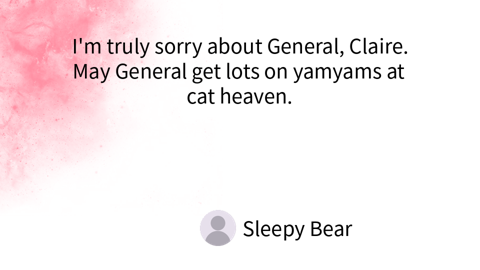 I'm truly sorry about General, Claire.
May General get lots on yamyams at
cat heaven.
Sleepy Bear